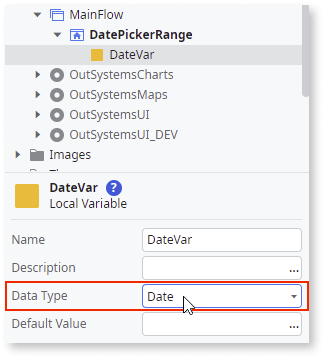 MainFlow
DatePickerRange
DateVar
OutSystemsCharts
OutSystemsMaps
OutSystemsUI
OutSystemsUI_DEV
Images
DateVar ?
Local Variable
Name DateVar
Description ...
Data Type Date
Default Value ...